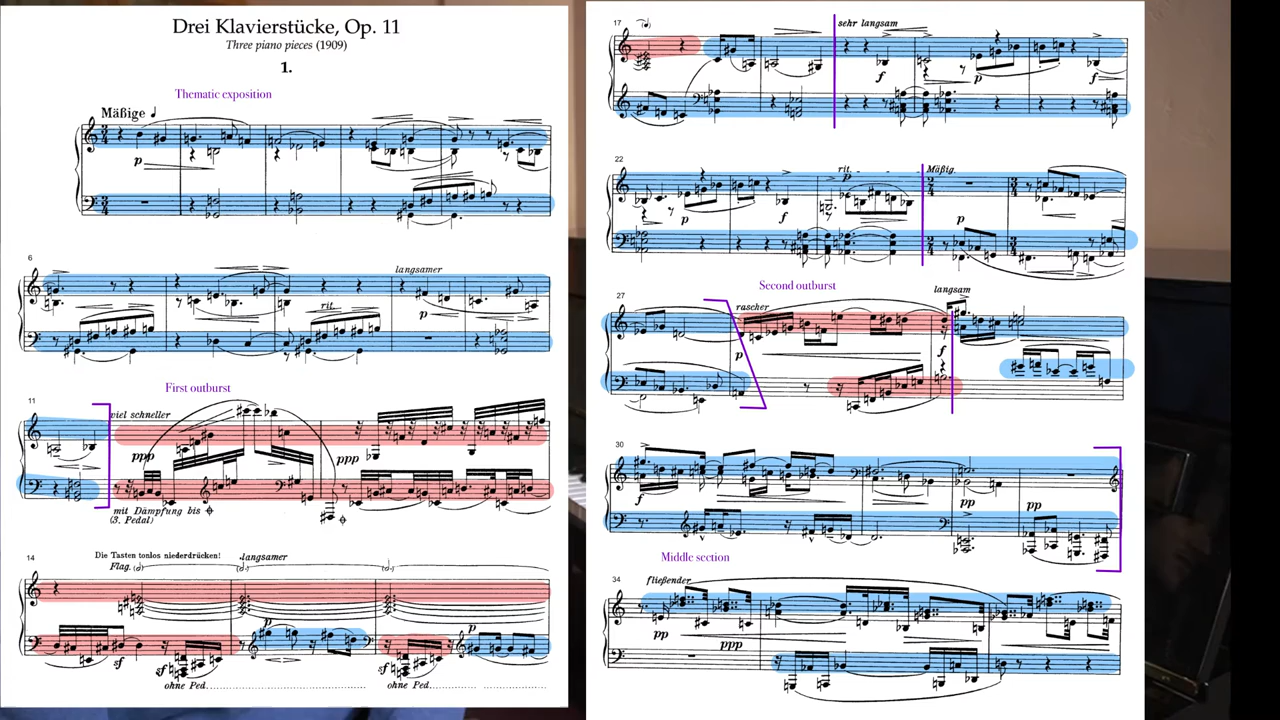 Drei Klavierstücke, Op. 11
Three piano pieces (1909)
1.
Thematic exposition
Mäßige
p
6
langsamer
rit.
p
First outburst
11
viel schneller
ppp
ppp
mit Dämpfung bis
(3. Pedal)
Die Tasten tonlos niederdrücken!
14
Flag.
langsamer
p
p
sf
sf
sf
ohne Ped.
ohne Ped.
17
sehr langsam
f
p
f
22
rit.
Mäßig.
p
p
f
p
Second outburst
27
rascher
langsam
p
f
30
f
pp
pp
Middle section
34
fließender
pp
ppp